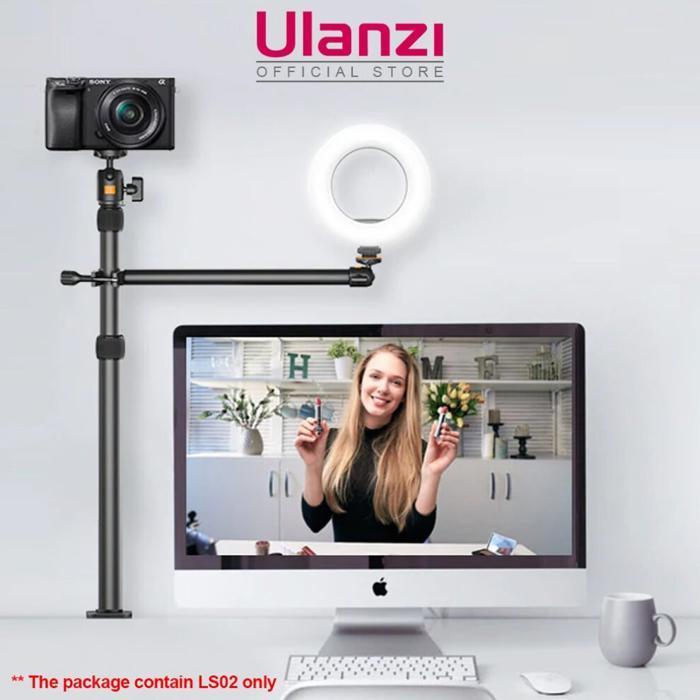 Ulanzi
OFFICIAL STORE
SONY
α
H M E
** The package contain LS02 only